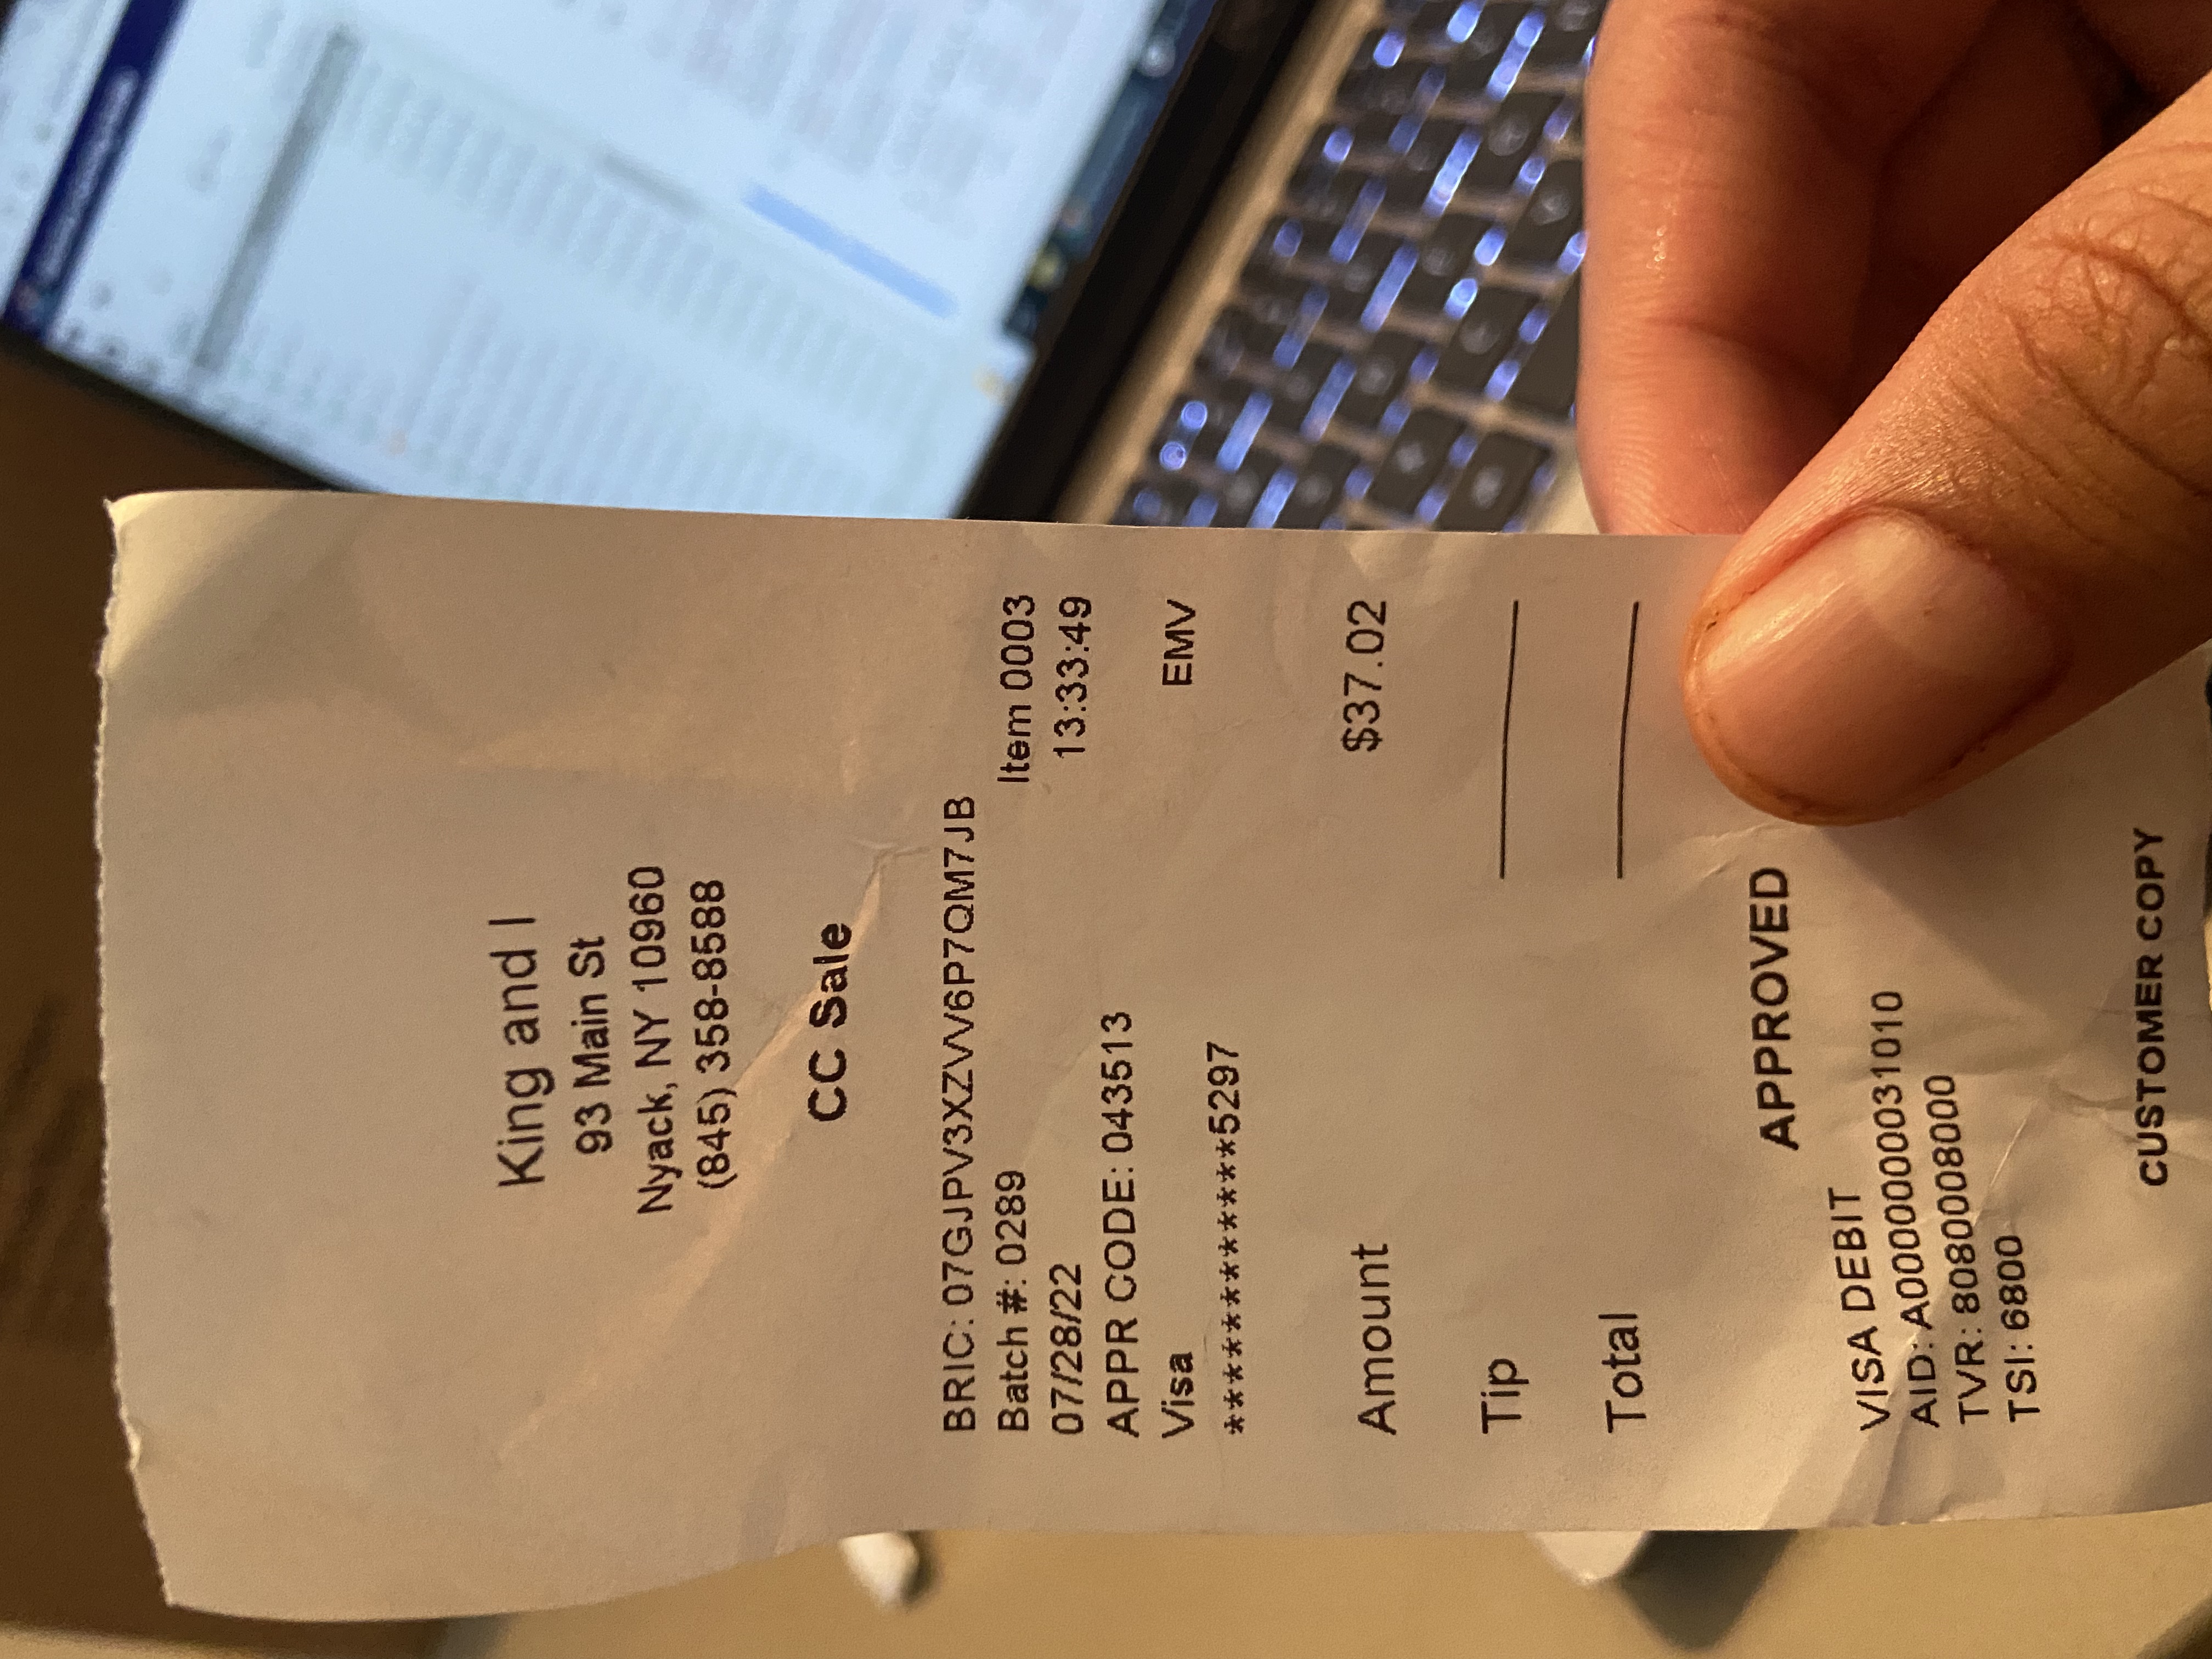 King and I
93 Main St
Nyack, NY 10960
(845) 358-8588
CC Sale
BRIC: 07GJPV3XZVV6P7QM7JB
Batch #: 0289 Item 0003
07/28/22 13:33:49
APPR CODE: 043513
Visa EMV
************5297
Amount $37.02
Tip
Total
APPROVED
VISA DEBIT
AID: A0000000031010
TVR: 8080008000
TSI: 6800
CUSTOMER COPY